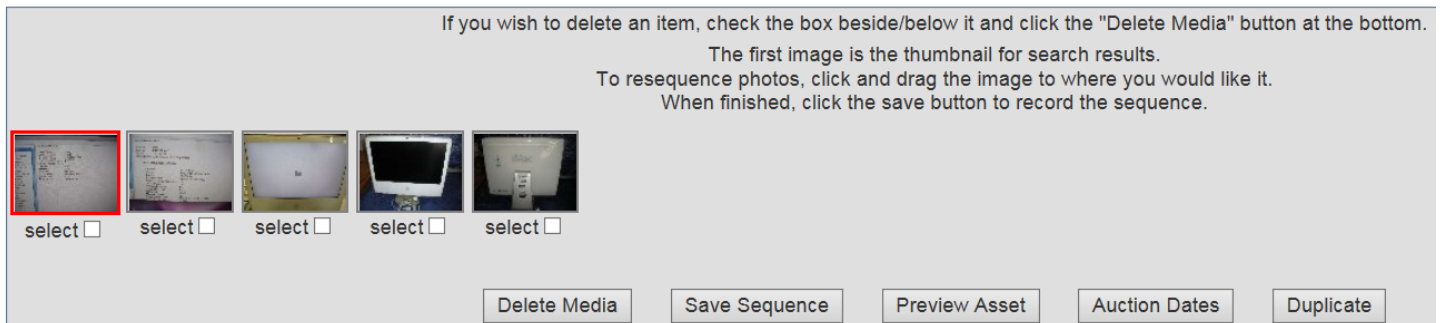 If you wish to delete an item, check the box beside/below it and click the "Delete Media" button at the bottom.
The first image is the thumbnail for search results.
To resequence photos, click and drag the image to where you would like it.
When finished, click the save button to record the sequence.
iMac
select select select select select
Delete Media Save Sequence Preview Asset Auction Dates Duplicate